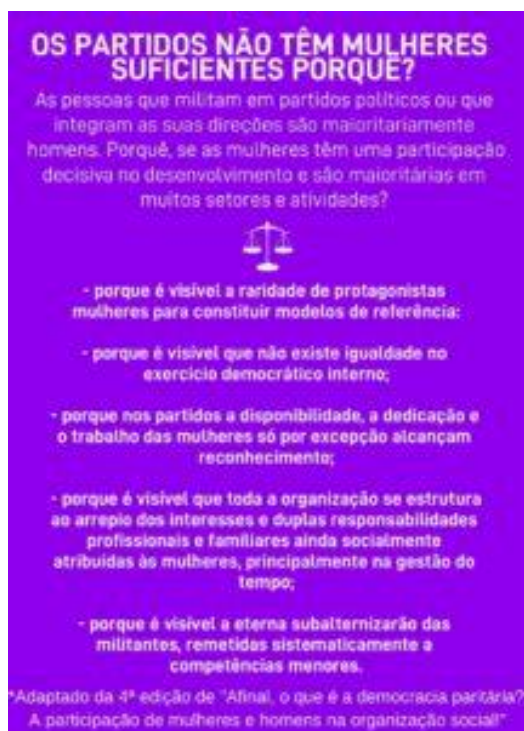 OS PARTIDOS NÃO TÊM MULHERES
SUFICIENTES PORQUÊ?
As pessoas que militam em partidos políticos ou que
integram as suas direções são maioritariamente
homens. Porquê, se as mulheres têm uma participação
decisiva no desenvolvimento e são maioritárias em
muitos setores e atividades?
- porque é visível a raridade de protagonistas
mulheres para constituir modelos de referência:
- porque é visível que não existe igualdade no
exercício democrático interno;
- porque nos partidos a disponibilidade, a dedicação e
o trabalho das mulheres só por excepção alcançam
reconhecimento;
- porque é visível que toda a organização se estrutura
ao arrepio dos interesses e duplas responsabilidades
profissionais e familiares ainda socialmente
atribuídas às mulheres, principalmente na gestão do
tempo;
- porque é visível a eterna subalternizarão das
militantes, remetidas sistematicamente a
competências menores.
*Adaptado da 4ª edição de "Afinal, o que é a democracia paritária?
A participação de mulheres e homens na organização social!"